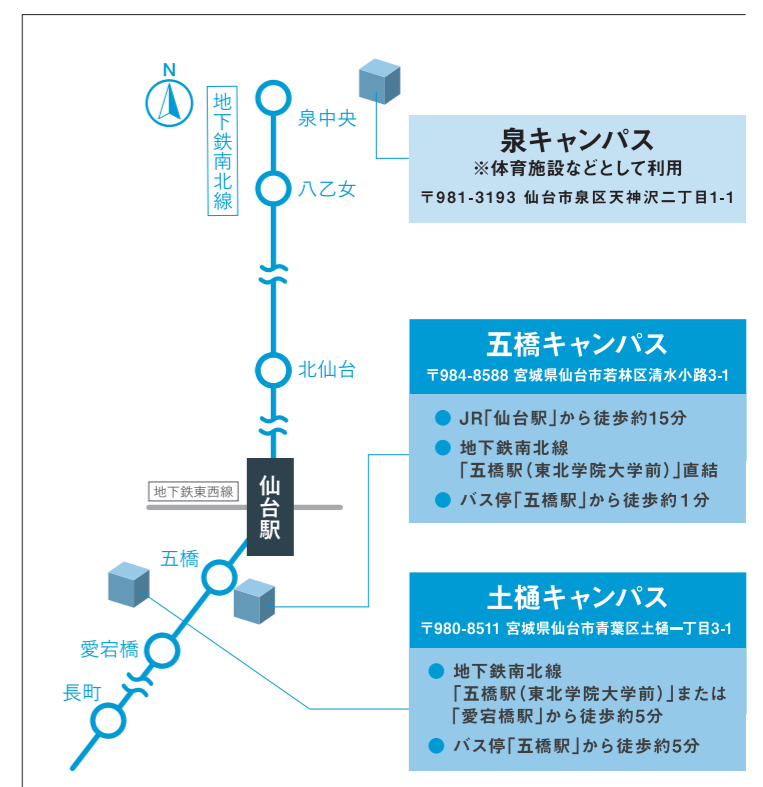 N
地下鉄南北線
泉中央
八乙女
北仙台
地下鉄東西線
仙台駅
五橋
愛宕橋
長町
泉キャンパス
※体育施設などとして利用
〒981-3193 仙台市泉区天神沢二丁目1-1
五橋キャンパス
〒984-8588 宮城県仙台市若林区清水小路3-1
● JR「仙台駅」から徒歩約15分
● 地下鉄南北線
「五橋駅（東北学院大学前）」直結
● バス停「五橋駅」から徒歩約1分
土樋キャンパス
〒980-8511 宮城県仙台市青葉区土樋一丁目3-1
● 地下鉄南北線
「五橋駅（東北学院大学前）」または
「愛宕橋駅」から徒歩約5分
● バス停「五橋駅」から徒歩約5分